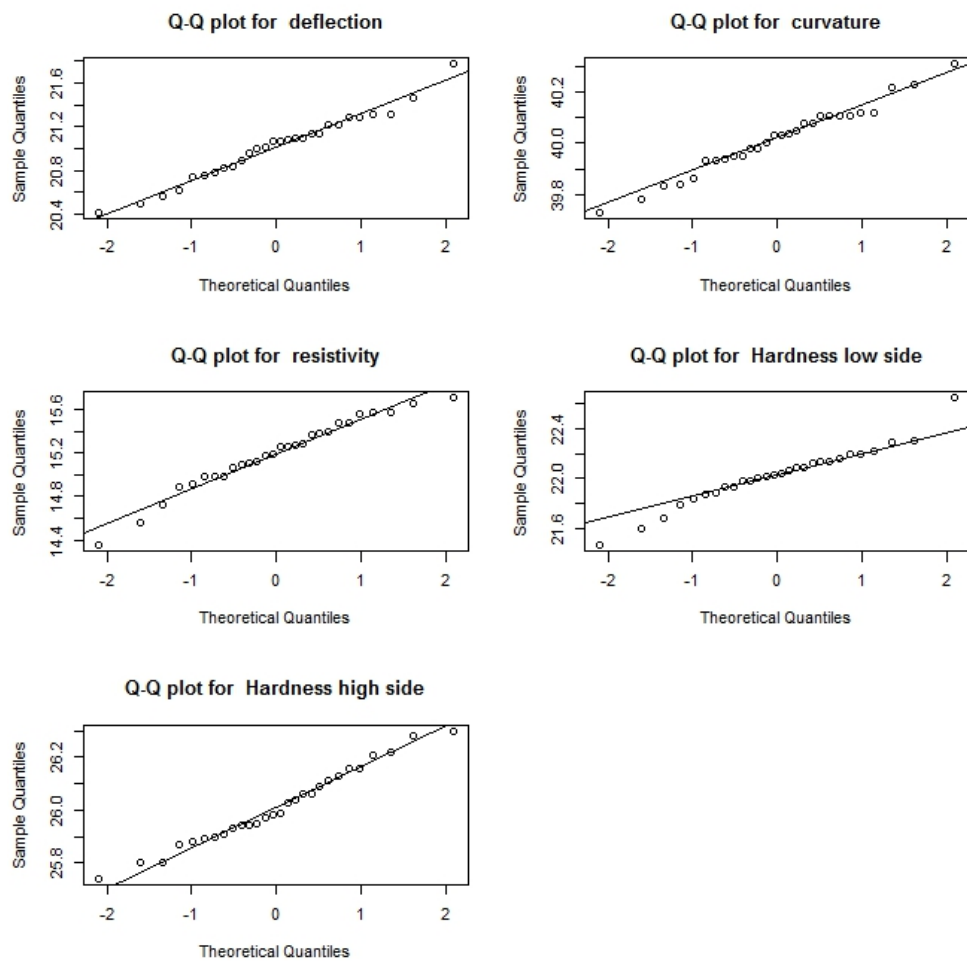 Q-Q plot for  deflection
Sample Quantiles
20.4 20.8 21.2 21.6
-2 -1 0 1 2
Theoretical Quantiles
Q-Q plot for  curvature
Sample Quantiles
39.8 40.0 40.2
-2 -1 0 1 2
Theoretical Quantiles
Q-Q plot for  resistivity
Sample Quantiles
14.4 14.8 15.2 15.6
-2 -1 0 1 2
Theoretical Quantiles
Q-Q plot for  Hardness low side
Sample Quantiles
21.6 22.0 22.4
-2 -1 0 1 2
Theoretical Quantiles
Q-Q plot for  Hardness high side
Sample Quantiles
25.8 26.0 26.2
-2 -1 0 1 2
Theoretical Quantiles